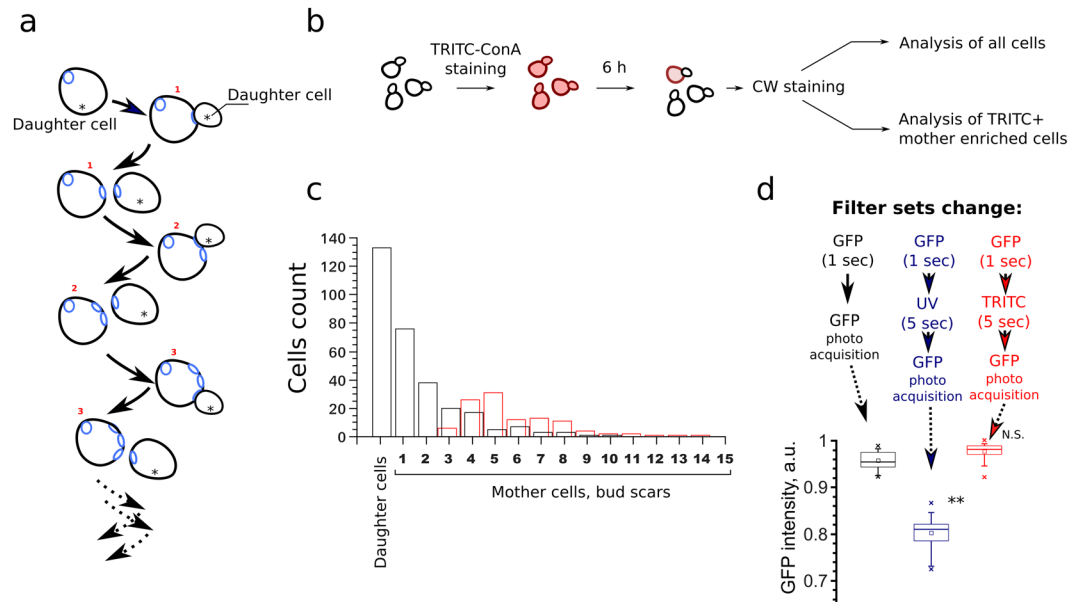 a
Daughter cell
*
1
*
Daughter cell
1
*
2
*
2
*
3
*
3
*
b
TRITC-ConA
staining
6 h
CW staining
Analysis of all cells
Analysis of TRITC+
mother enriched cells
c
Cells count
140
120
100
80
60
40
20
0
Daughter cells
1 2 3 4 5 6 7 8 9 10 11 12 13 14 15
Mother cells, bud scars
d
Filter sets change:
GFP
(1 sec)
GFP
photo
acquisition
GFP
(1 sec)
UV
(5 sec)
GFP
photo
acquisition
GFP
(1 sec)
TRITC
(5 sec)
GFP
photo
acquisition
N.S.
**
GFP intensity, a.u.
1
0.9
0.8
0.7